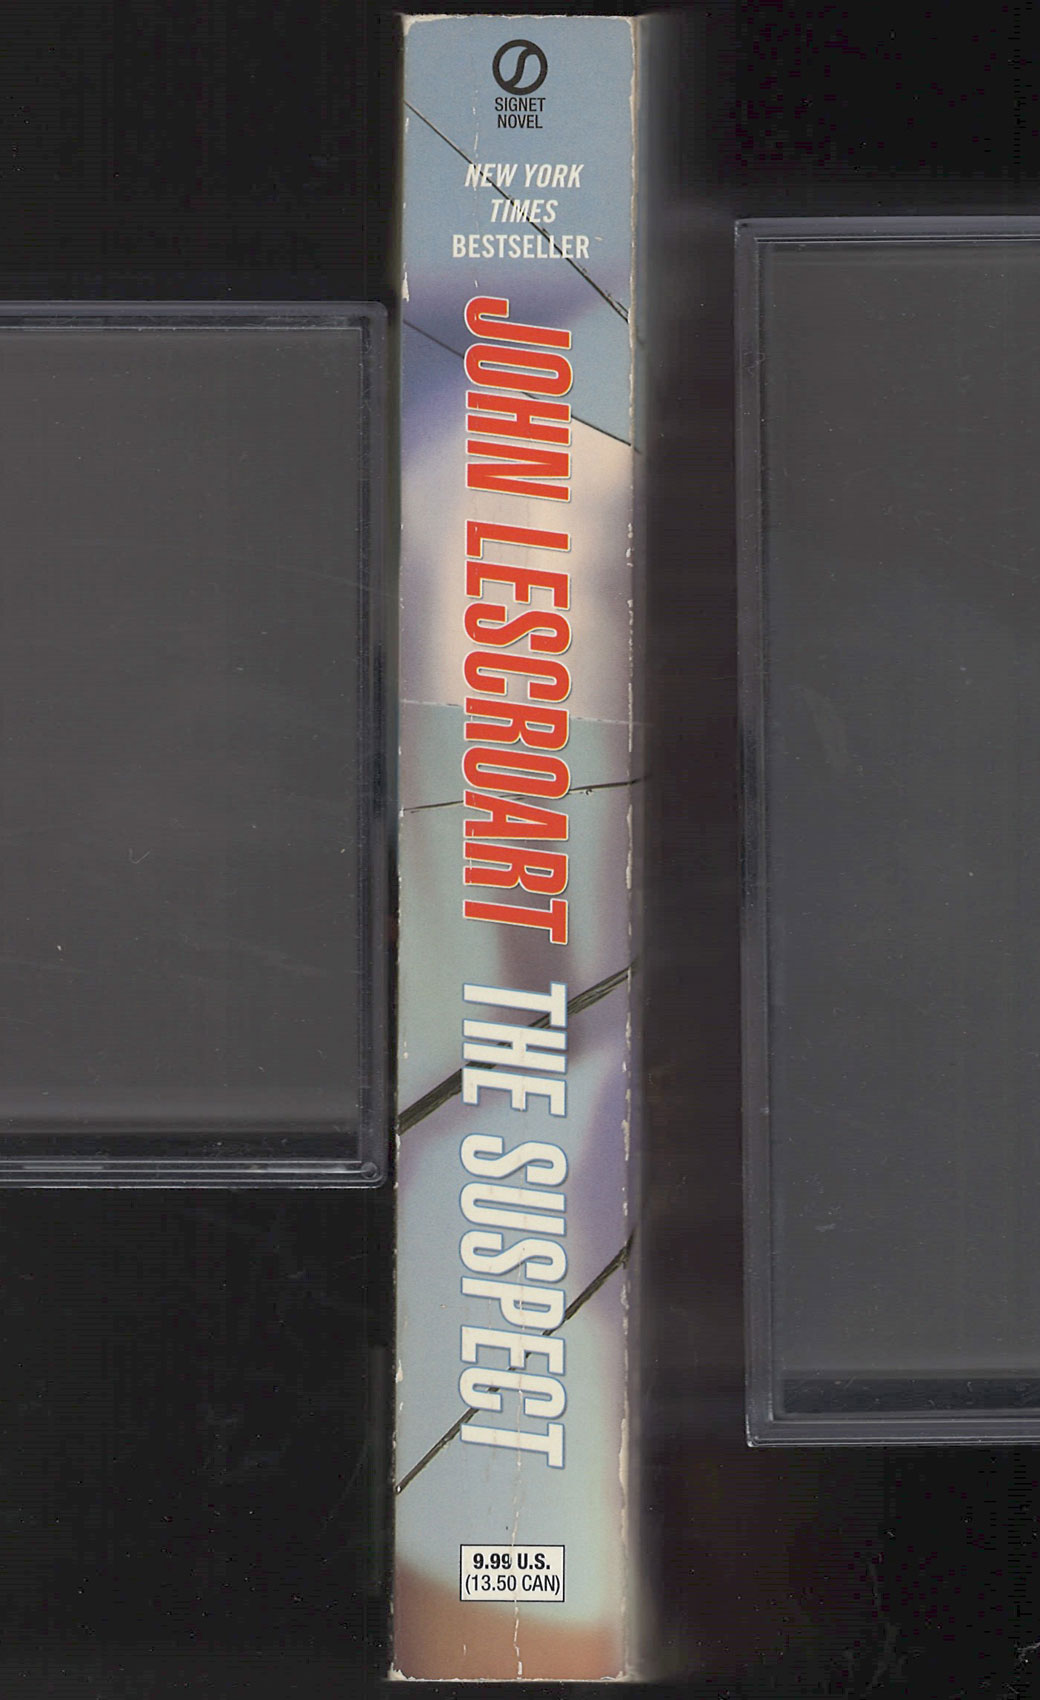 SIGNET
NOVEL
NEW YORK
TIMES
BESTSELLER
JOHN LESCROART
THE SUSPECT
9.99 U.S.
(13.50 CAN)